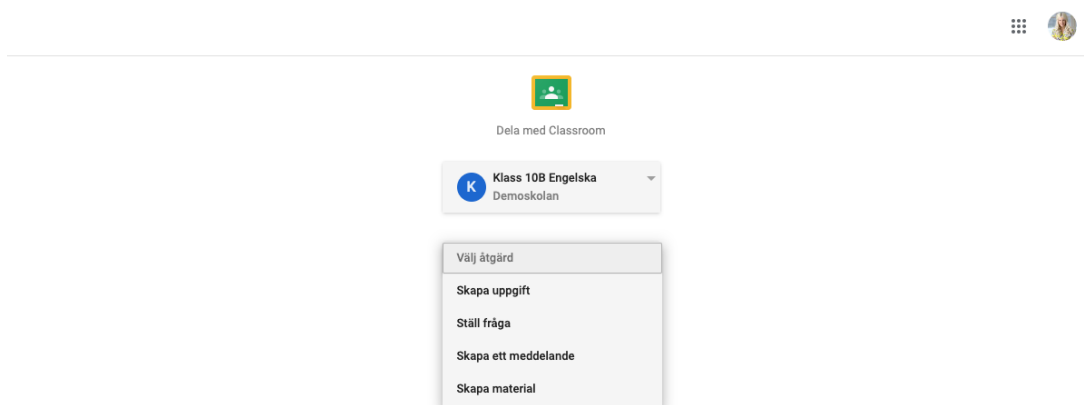 Dela med Classroom
K
Klass 10B Engelska
Demoskolan
Välj åtgärd
Skapa uppgift
Ställ fråga
Skapa ett meddelande
Skapa material